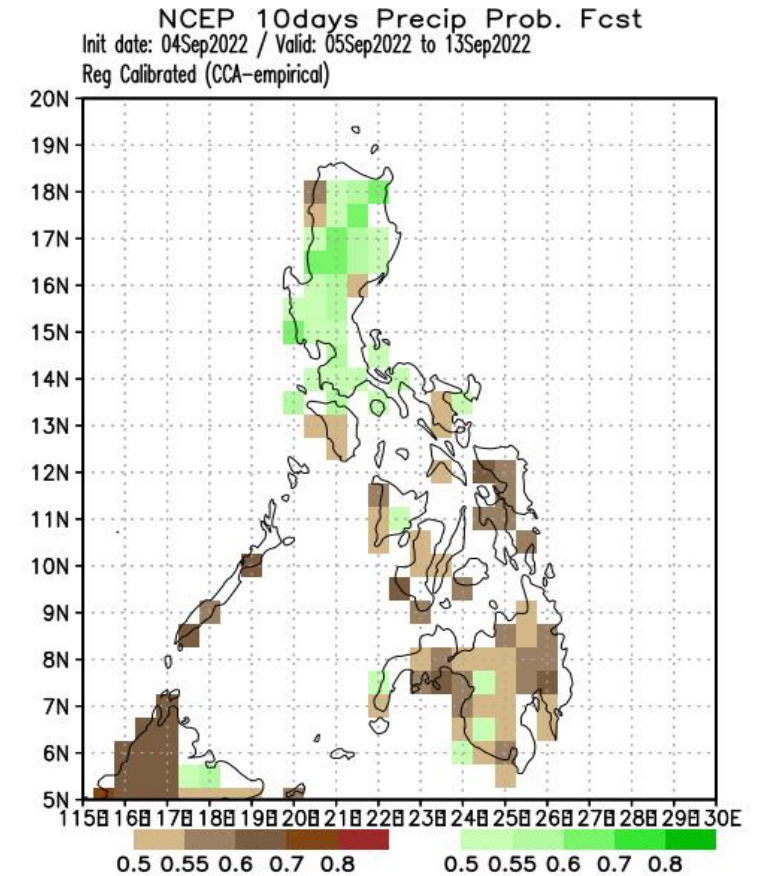 NCEP 10days Precip Prob. Fcst
Init date: 04Sep2022 / Valid: 05Sep2022 to 13Sep2022
Reg Calibrated (CCA-empirical)
20N
19N
18N
17N
16N
15N
14N
13N
12N
11N
10N
9N
8N
7N
6N
5N
115E 116E 117E 118E 119E 120E 121E 122E 123E 124E 125E 126E 127E 128E 129E 130E
0.5 0.55 0.6 0.7 0.8 0.5 0.55 0.6 0.7 0.8